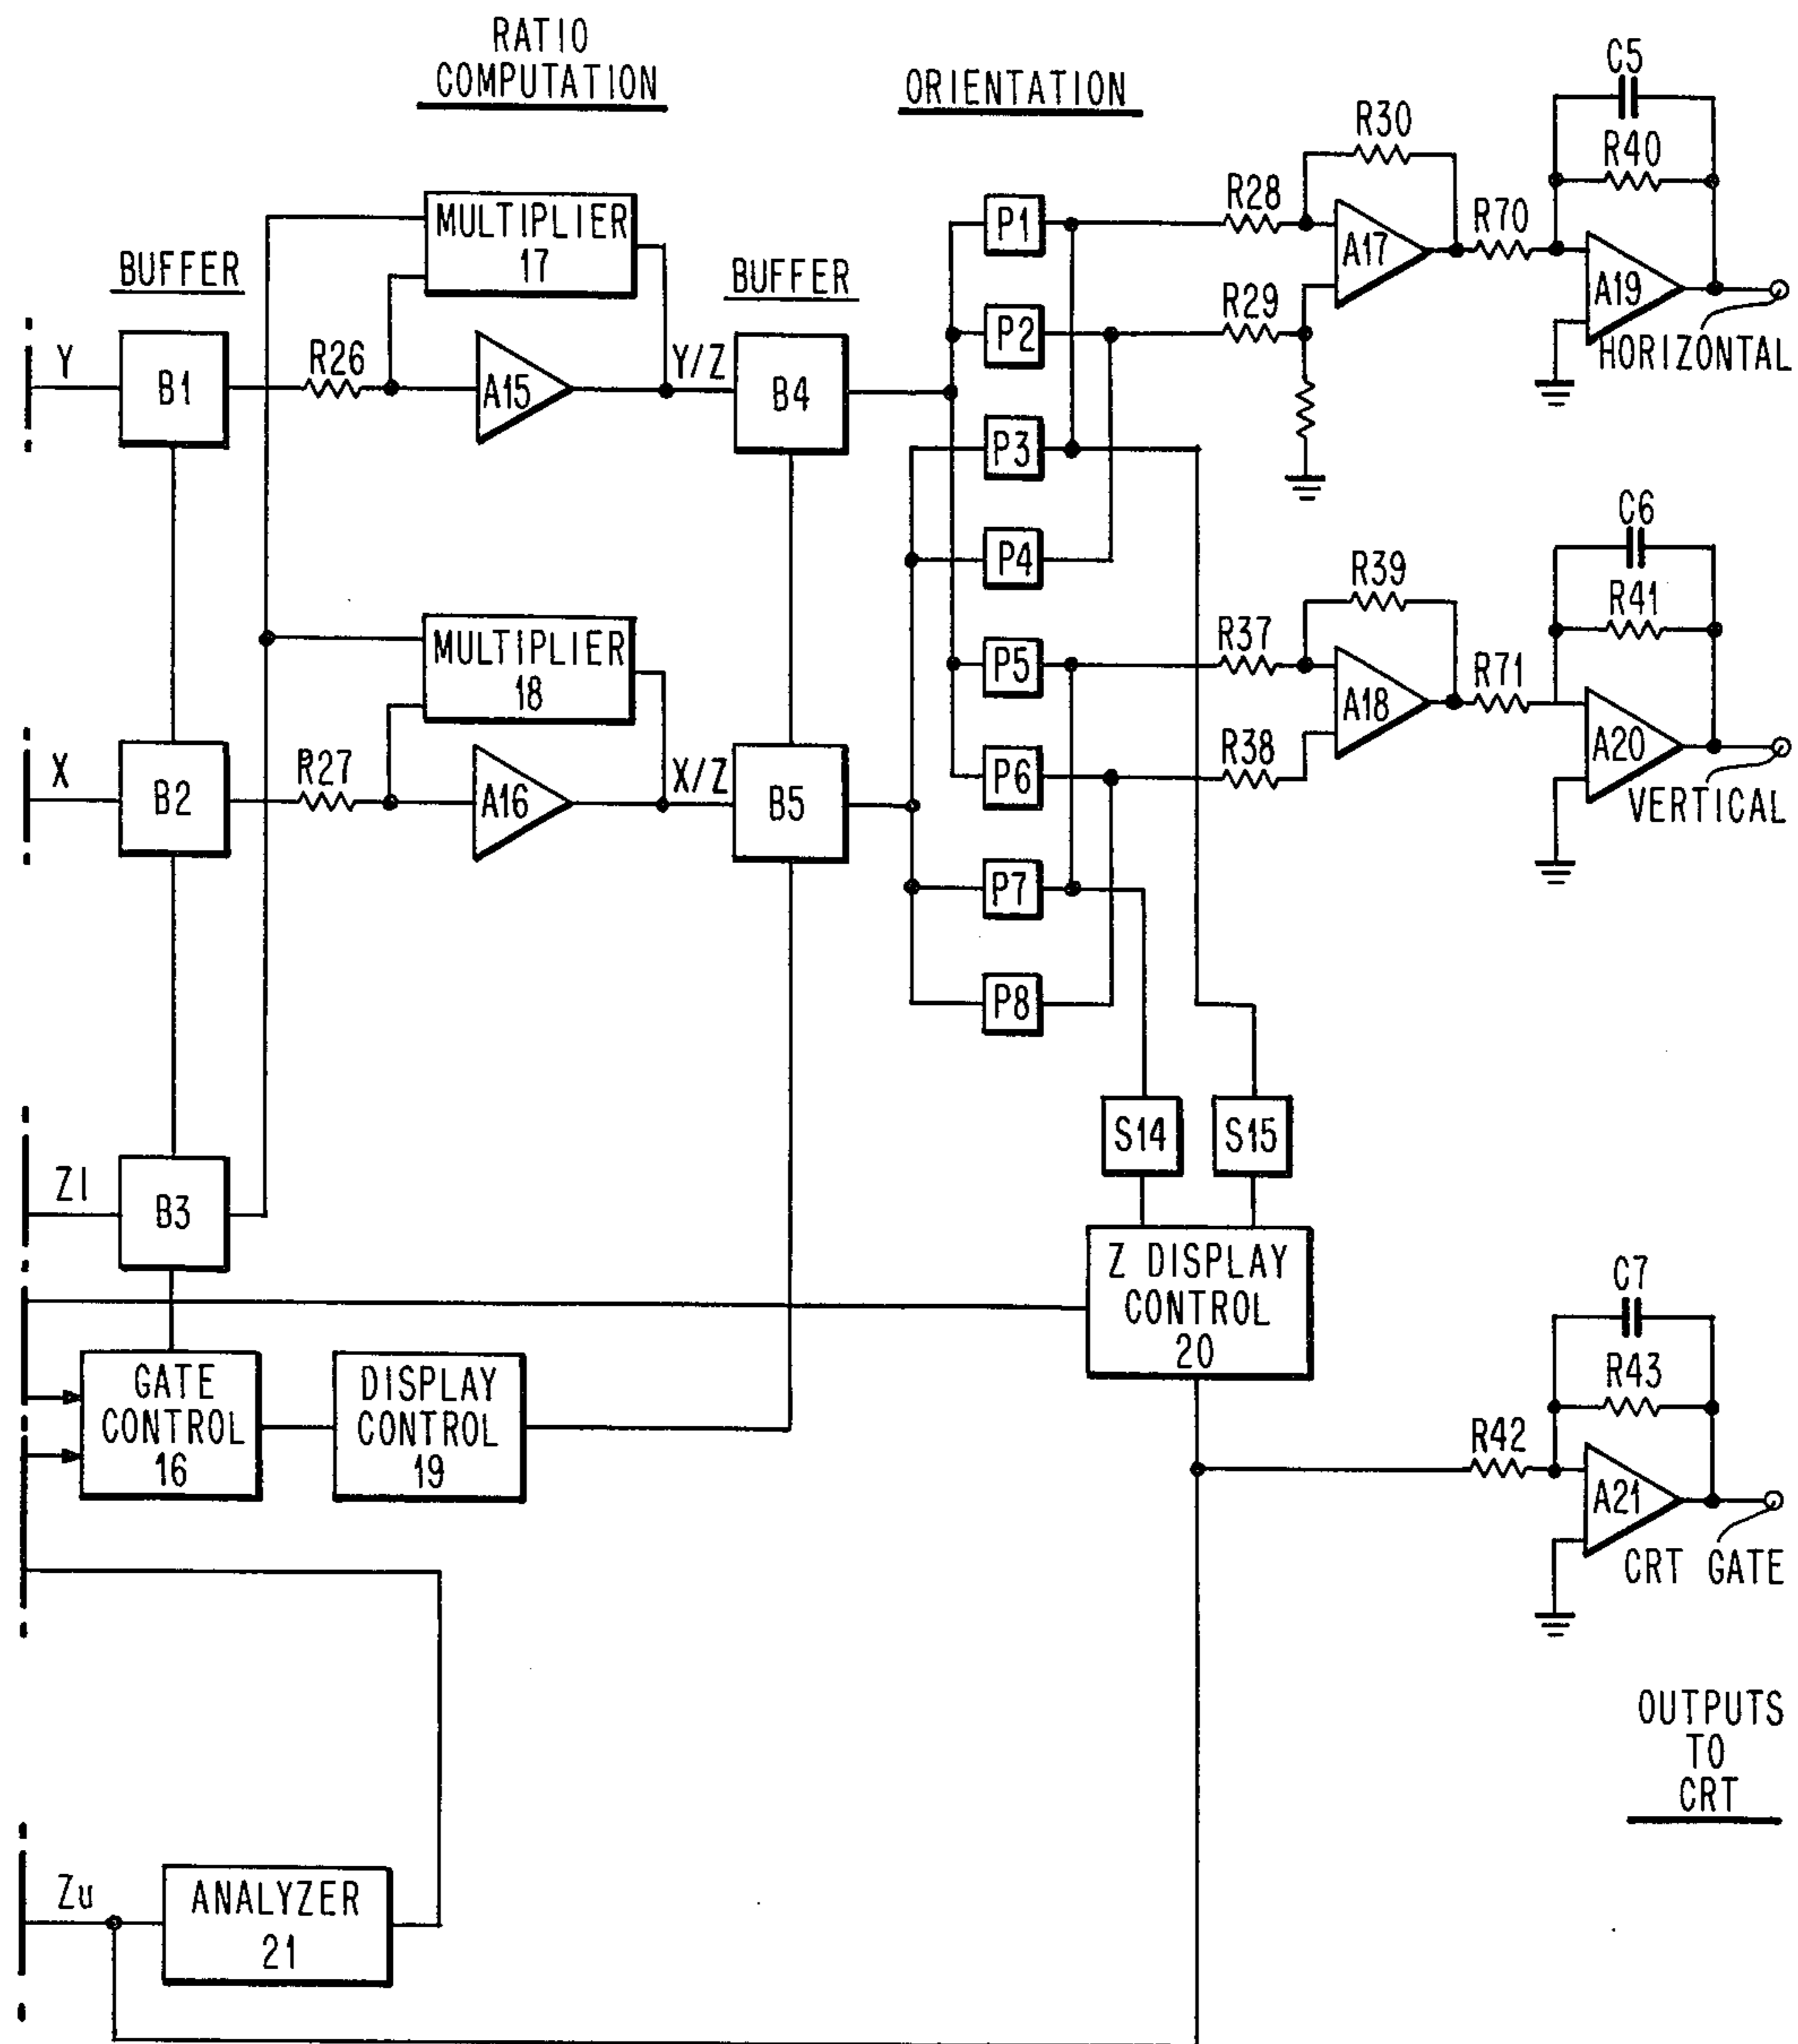 RATIO
COMPUTATION
ORIENTATION
C5
R30
R40
R28
P1
MULTIPLIER
17
R70
A17
BUFFER
BUFFER
A19
R29
P2
HORIZONTAL
Y
B1
R26
A15
Y/Z
B4
P3
C6
P4
R39
R41
MULTIPLIER
18
P5
R37
R71
A18
A20
X
B2
R27
A16
X/Z
B5
P6
R38
VERTICAL
P7
P8
S14
S15
ZI
B3
Z DISPLAY
CONTROL
20
C7
GATE
CONTROL
16
DISPLAY
CONTROL
19
R43
R42
A21
CRT GATE
OUTPUTS
TO
CRT
Zu
ANALYZER
21